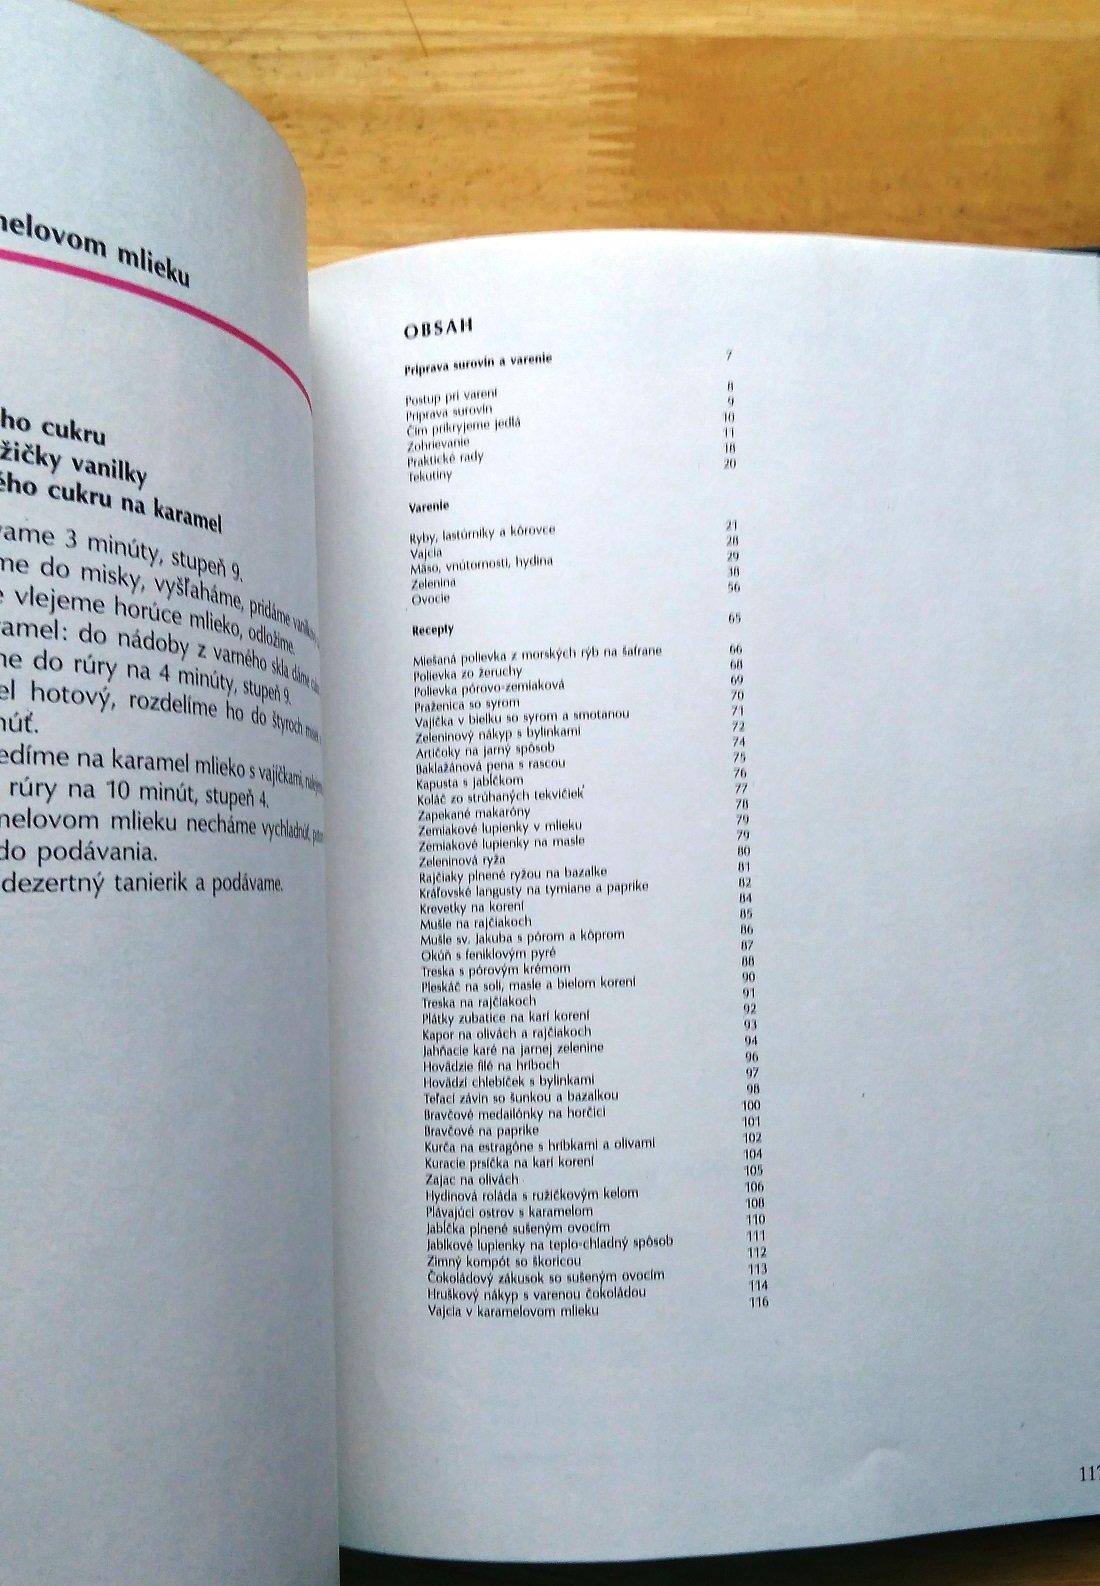 nelovom mlieku
ho cukru
žičky vanilky
ého cukru na karamel
vame 3 minúty, stupeň 9.
me do misky, vyšľaháme, pridáme
e vlejeme horúce mlieko, odložíme.
ramel: do nádoby z varného skla dáme
ne do rúry na 4 minúty, stupeň 9.
el hotový, rozdelíme ho do štyroch
núť.
edíme na karamel mlieko s vajíčkami,
rúry na 10 minút, stupeň 4.
nelovom mlieku necháme vychladnúť,
do podávania.
dezertný tanierik a podávame.
OBSAH
Príprava surovín a varenie 7
Postup pri varení 8
Príprava surovín 9
Čím prikryjeme jedlá 10
Zohrievanie 11
Praktické rady 18
Tekutiny 20
Varenie
Ryby, lastúrniky a kôrovce 21
Vajcia 28
Mäso, vnútornosti, hydina 29
Zelenina 38
Ovocie 56
Recepty 65
Miešaná polievka z morských rýb na šafrane 66
Polievka zo žeruchy 68
Polievka pórovo-zemiaková 69
Praženica so syrom 70
Vajíčka v bielku so syrom a smotanou 71
Zeleninový nákyp s bylinkami 72
Artičoky na jarný spôsob 74
Baklažánová pena s rascou 75
Kapusta s jabĺčkom 76
Koláč zo strúhaných tekvičiek 77
Zapekané makaróny 78
Zemiakové lupienky v mlieku 79
Zemiakové lupienky na masle 79
Zeleninová ryža 80
Rajčiaky plnené ryžou na bazalke 81
Kráľovské langusty na tymiane a paprike 82
Krevetky na korení 84
Mušle na rajčiakoch 85
Mušle sv. Jakuba s pórom a kôprom 86
Okúň s feniklovým pyré 87
Treska s pórovým krémom 88
Pleskáč na soli, masle a bielom korení 90
Treska na rajčiakoch 91
Plátky zubatice na karí korení 92
Kapor na olivách a rajčiakoch 93
Jahňacie karé na jarnej zelenine 94
Hovädzie filé na hríboch 96
Hovädzí chlebíček s bylinkami 97
Teľací závin so šunkou a bazalkou 98
Bravčové medailónky na horčici 100
Bravčové na paprike 101
Kurča na estragóne s hríbkami a olivami 102
Kuracie prsíčka na karí korení 104
Zajac na olivách 105
Hydinová roláda s ružičkovým kelom 106
Plávajúci ostrov s karamelom 108
Jabĺčka plnené sušeným ovocím 110
Jablkové lupienky na teplo-chladný spôsob 111
Zimný kompót so škoricou 112
Čokoládový zákusok so sušeným ovocím 113
Hruškový nákyp s varenou čokoládou 114
Vajcia v karamelovom mlieku 116
117